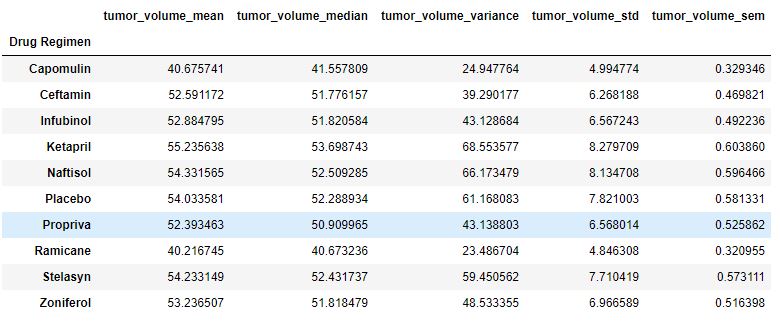 tumor_volume_mean tumor_volume_median tumor_volume_variance tumor_volume_std tumor_volume_sem
Drug Regimen
Capomulin 40.675741 41.557809 24.947764 4.994774 0.329346
Ceftamin 52.591172 51.776157 39.290177 6.268188 0.469821
Infubinol 52.884795 51.820584 43.128684 6.567243 0.492236
Ketapril 55.235638 53.698743 68.553577 8.279709 0.603860
Naftisol 54.331565 52.509285 66.173479 8.134708 0.596466
Placebo 54.033581 52.288934 61.168083 7.821003 0.581331
Propriva 52.393463 50.909965 43.138803 6.568014 0.525862
Ramicane 40.216745 40.673236 23.486704 4.846308 0.320955
Stelasyn 54.233149 52.431737 59.450562 7.710419 0.573111
Zoniferol 53.236507 51.818479 48.533355 6.966589 0.516398